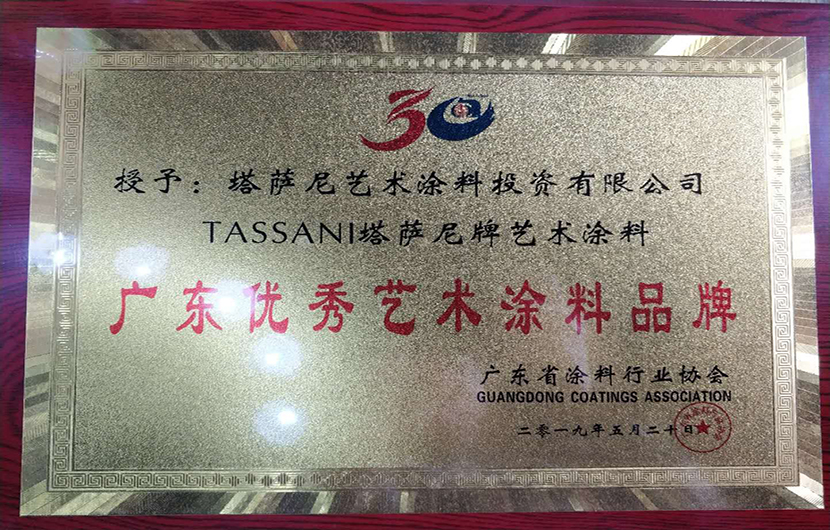 30
授予：塔萨尼艺术涂料投资有限公司
TASSANI塔萨尼牌艺术涂料
广东优秀艺术涂料品牌
广东省涂料行业协会
GUANGDONG COATINGS ASSOCIATION
二零一九年五月二十日